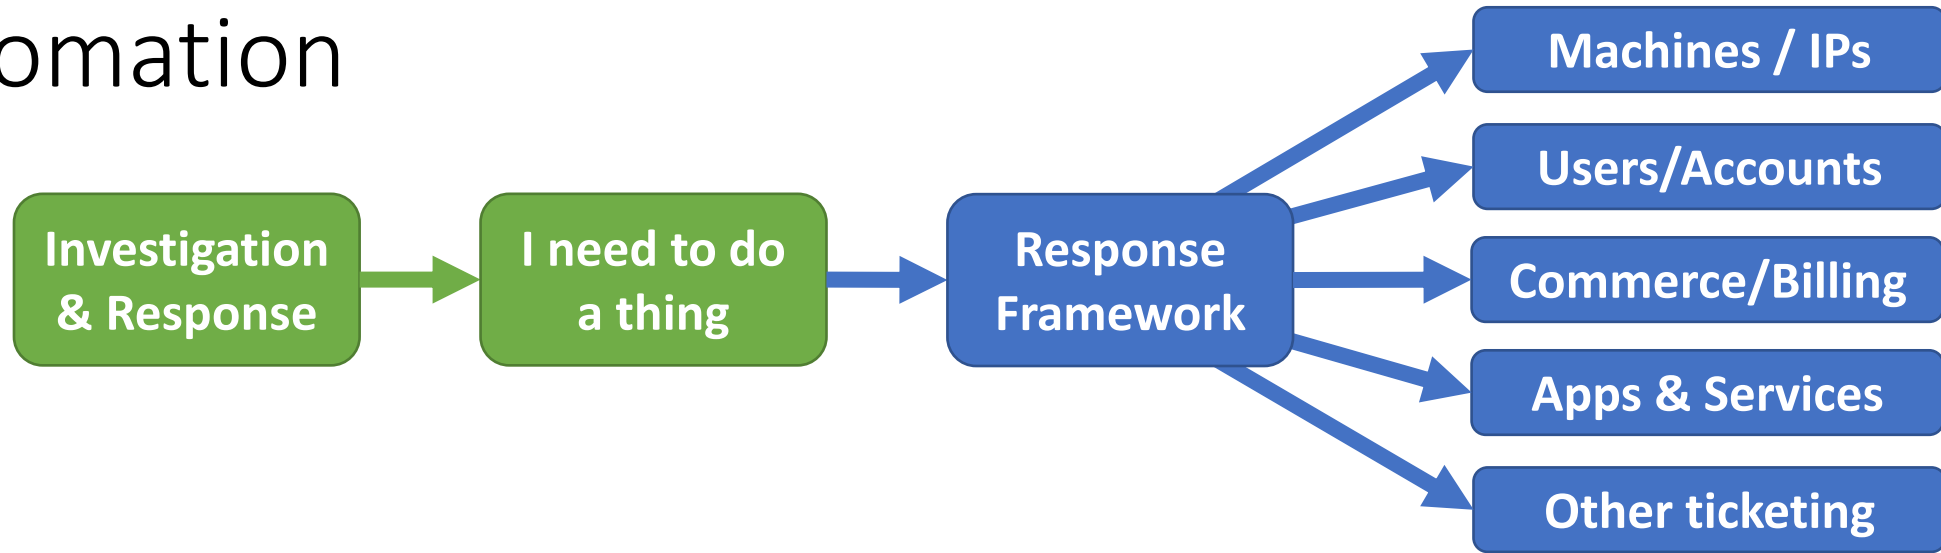 omation
Investigation
& Response
I need to do
a thing
Response
Framework
Machines / IPs
Users/Accounts
Commerce/Billing
Apps & Services
Other ticketing